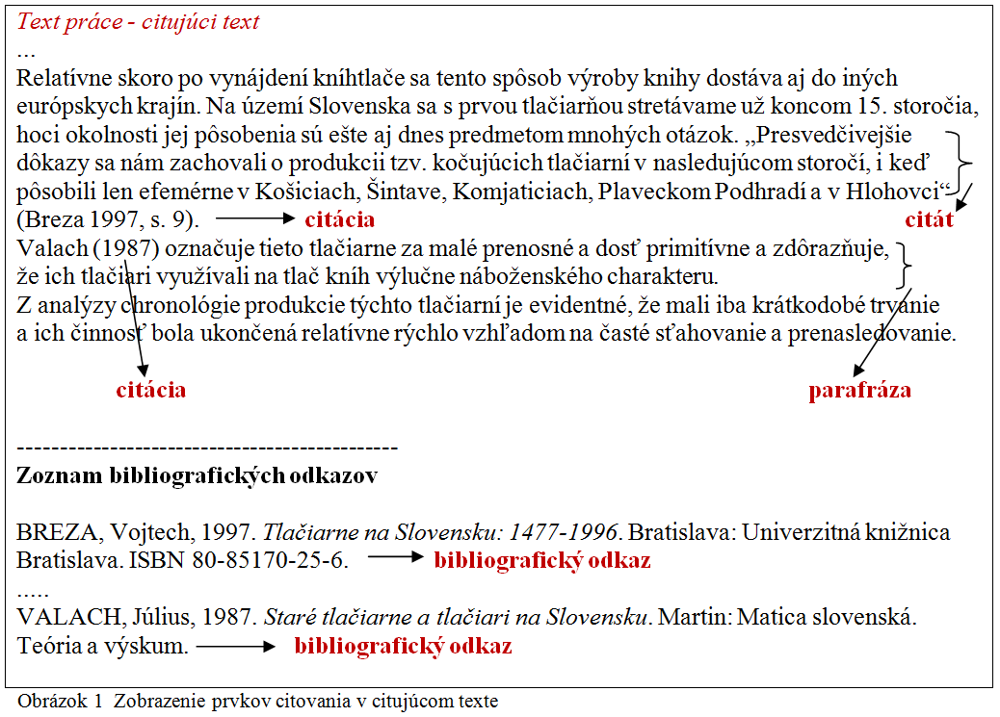 Text práce - citujúci text
...
Relatívne skoro po vynájdení kníhtlače sa tento spôsob výroby knihy dostáva aj do iných
európskych krajín. Na území Slovenska sa s prvou tlačiarňou stretávame už koncom 15. storočia,
hoci okolnosti jej pôsobenia sú ešte aj dnes predmetom mnohých otázok. „Presvedčivejšie
dôkazy sa nám zachovali o produkcii tzv. kočujúcich tlačiarní v nasledujúcom storočí, i keď
pôsobili len efemérne v Košiciach, Šintave, Komjaticiach, Plaveckom Podhradí a v Hlohovci“
(Breza 1997, s. 9). citácia citát
Valach (1987) označuje tieto tlačiarne za malé prenosné a dosť primitívne a zdôrazňuje,
že ich tlačiari využívali na tlač kníh výlučne náboženského charakteru.
Z analýzy chronológie produkcie týchto tlačiarní je evidentné, že mali iba krátkodobé trvanie
a ich činnosť bola ukončená relatívne rýchlo vzhľadom na časté sťahovanie a prenasledovanie.
citácia parafráza
--------------------------------------------
Zoznam bibliografických odkazov
BREZA, Vojtech, 1997. Tlačiarne na Slovensku: 1477-1996. Bratislava: Univerzitná knižnica
Bratislava. ISBN 80-85170-25-6. bibliografický odkaz
.....
VALACH, Július, 1987. Staré tlačiarne a tlačiari na Slovensku. Martin: Matica slovenská.
Teória a výskum. bibliografický odkaz
Obrázok 1 Zobrazenie prvkov citovania v citujúcom texte